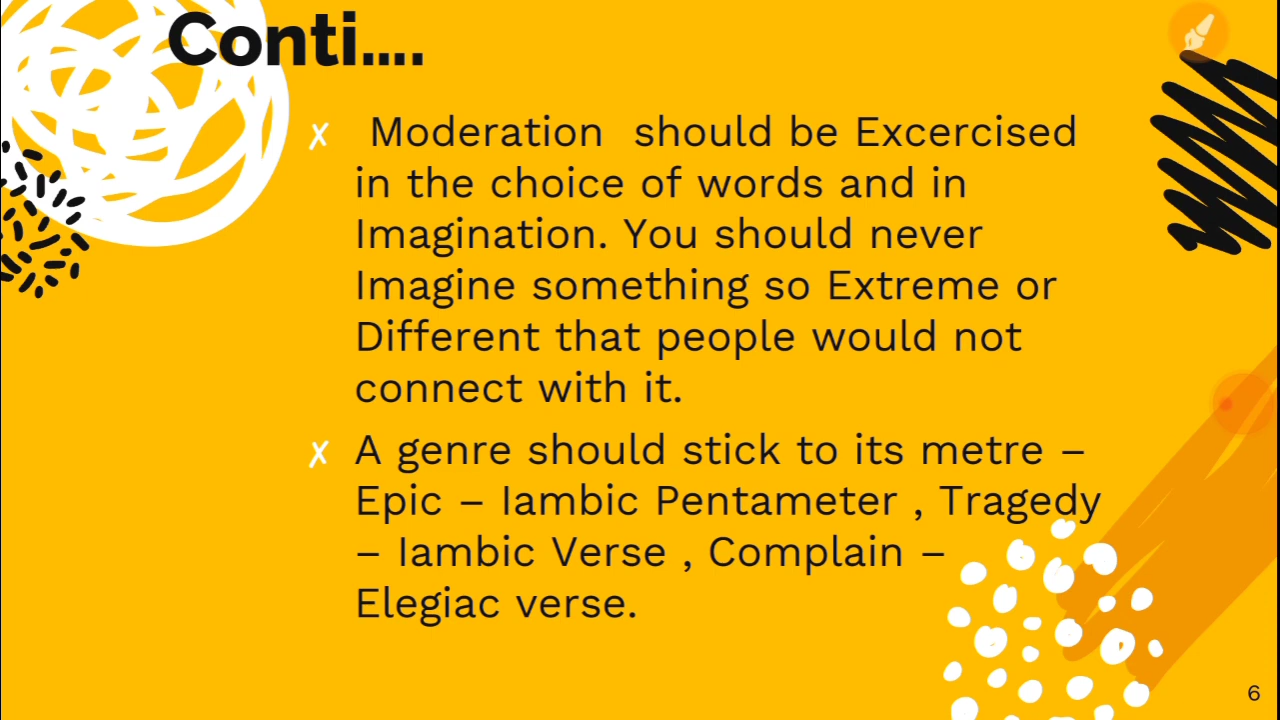 Conti....
✗ Moderation should be Excercised
in the choice of words and in
Imagination. You should never
Imagine something so Extreme or
Different that people would not
connect with it.
✗ A genre should stick to its metre –
Epic – Iambic Pentameter , Tragedy
– Iambic Verse , Complain –
Elegiac verse.
6